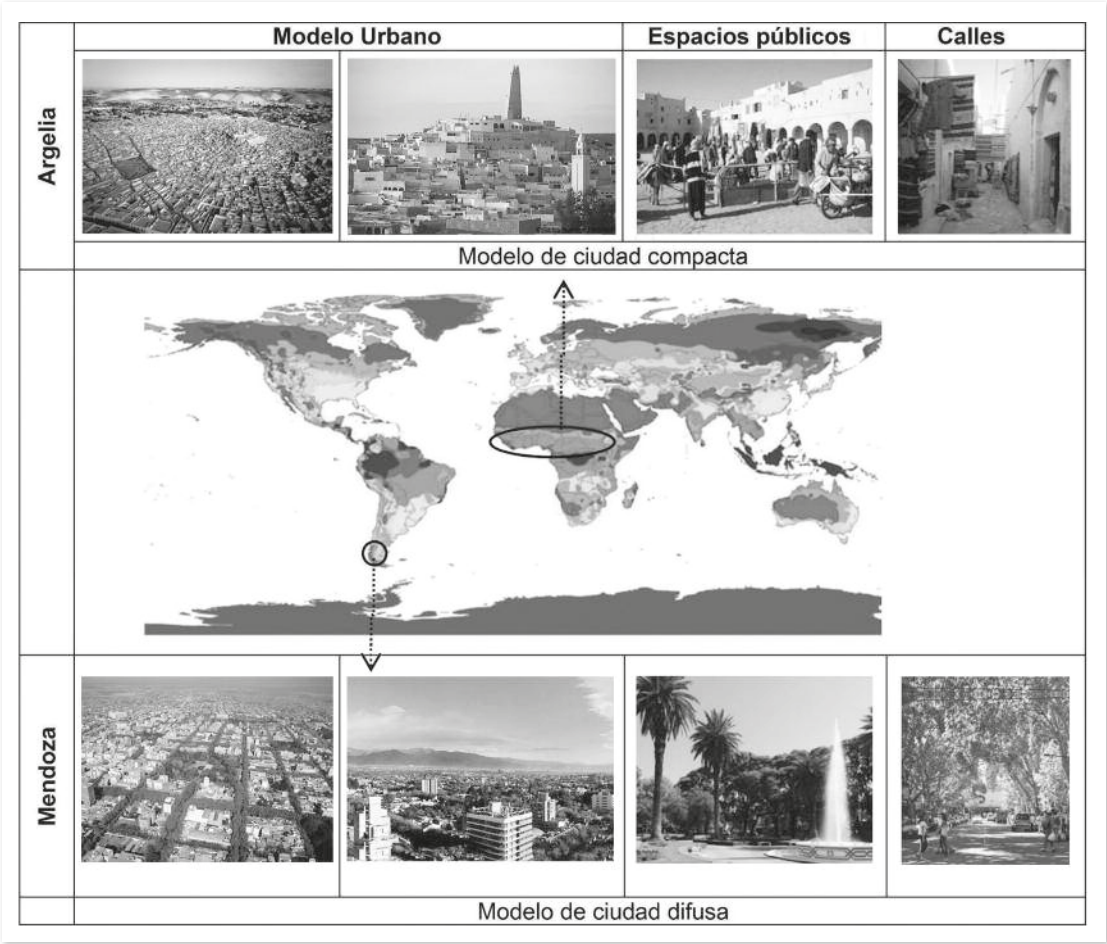 Modelo Urbano
Espacios públicos
Calles
Argelia
Modelo de ciudad compacta
Mendoza
Modelo de ciudad difusa